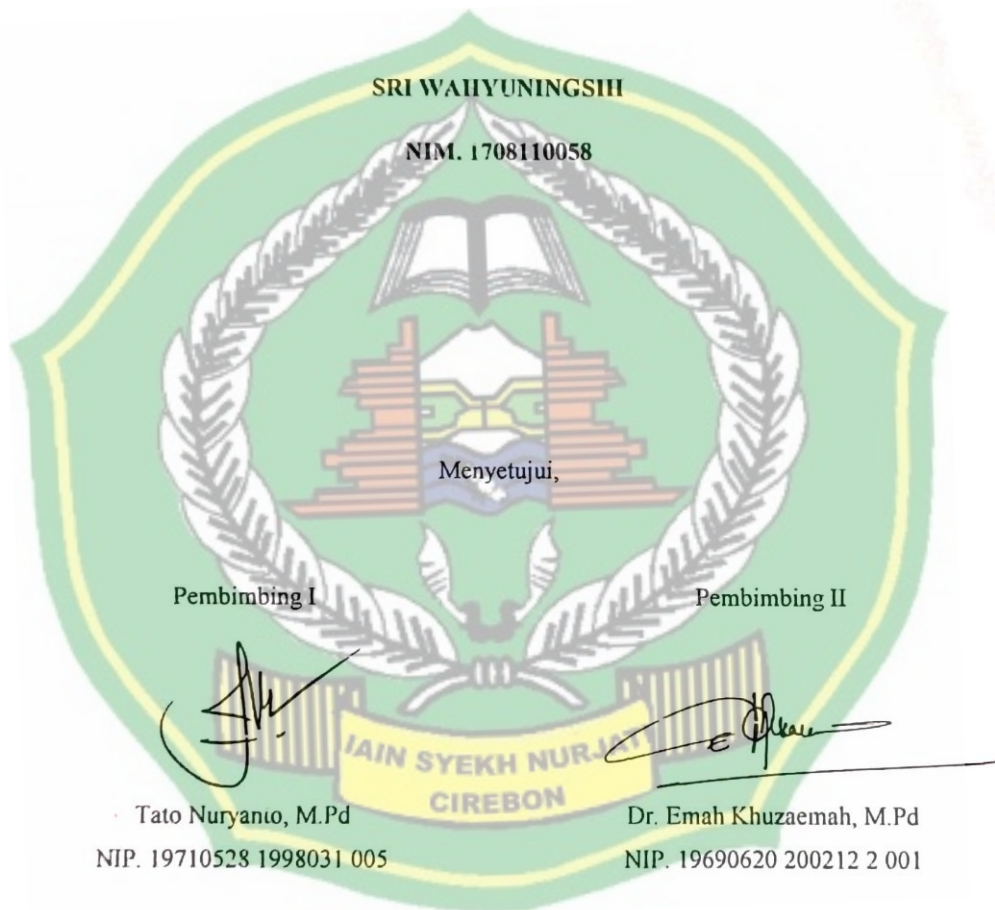 SRI WAHYUNINGSIH
NIM. 1708110058
Menyetujui,
Pembimbing I Pembimbing II
IAIN SYEKH NURJATI
CIREBON
Tato Nuryanto, M.Pd Dr. Emah Khuzaemah, M.Pd
NIP. 19710528 1998031 005 NIP. 19690620 200212 2 001